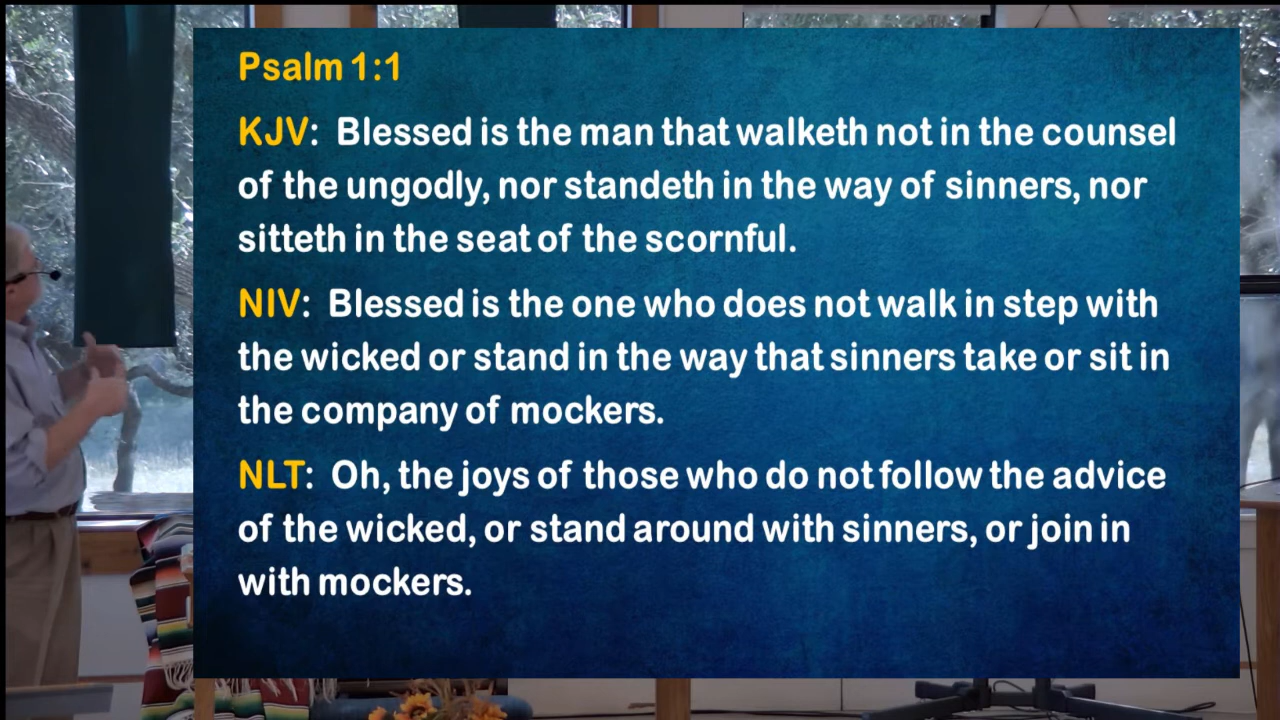 Psalm 1:1
KJV: Blessed is the man that walketh not in the counsel
of the ungodly, nor standeth in the way of sinners, nor
sitteth in the seat of the scornful.
NIV: Blessed is the one who does not walk in step with
the wicked or stand in the way that sinners take or sit in
the company of mockers.
NLT: Oh, the joys of those who do not follow the advice
of the wicked, or stand around with sinners, or join in
with mockers.